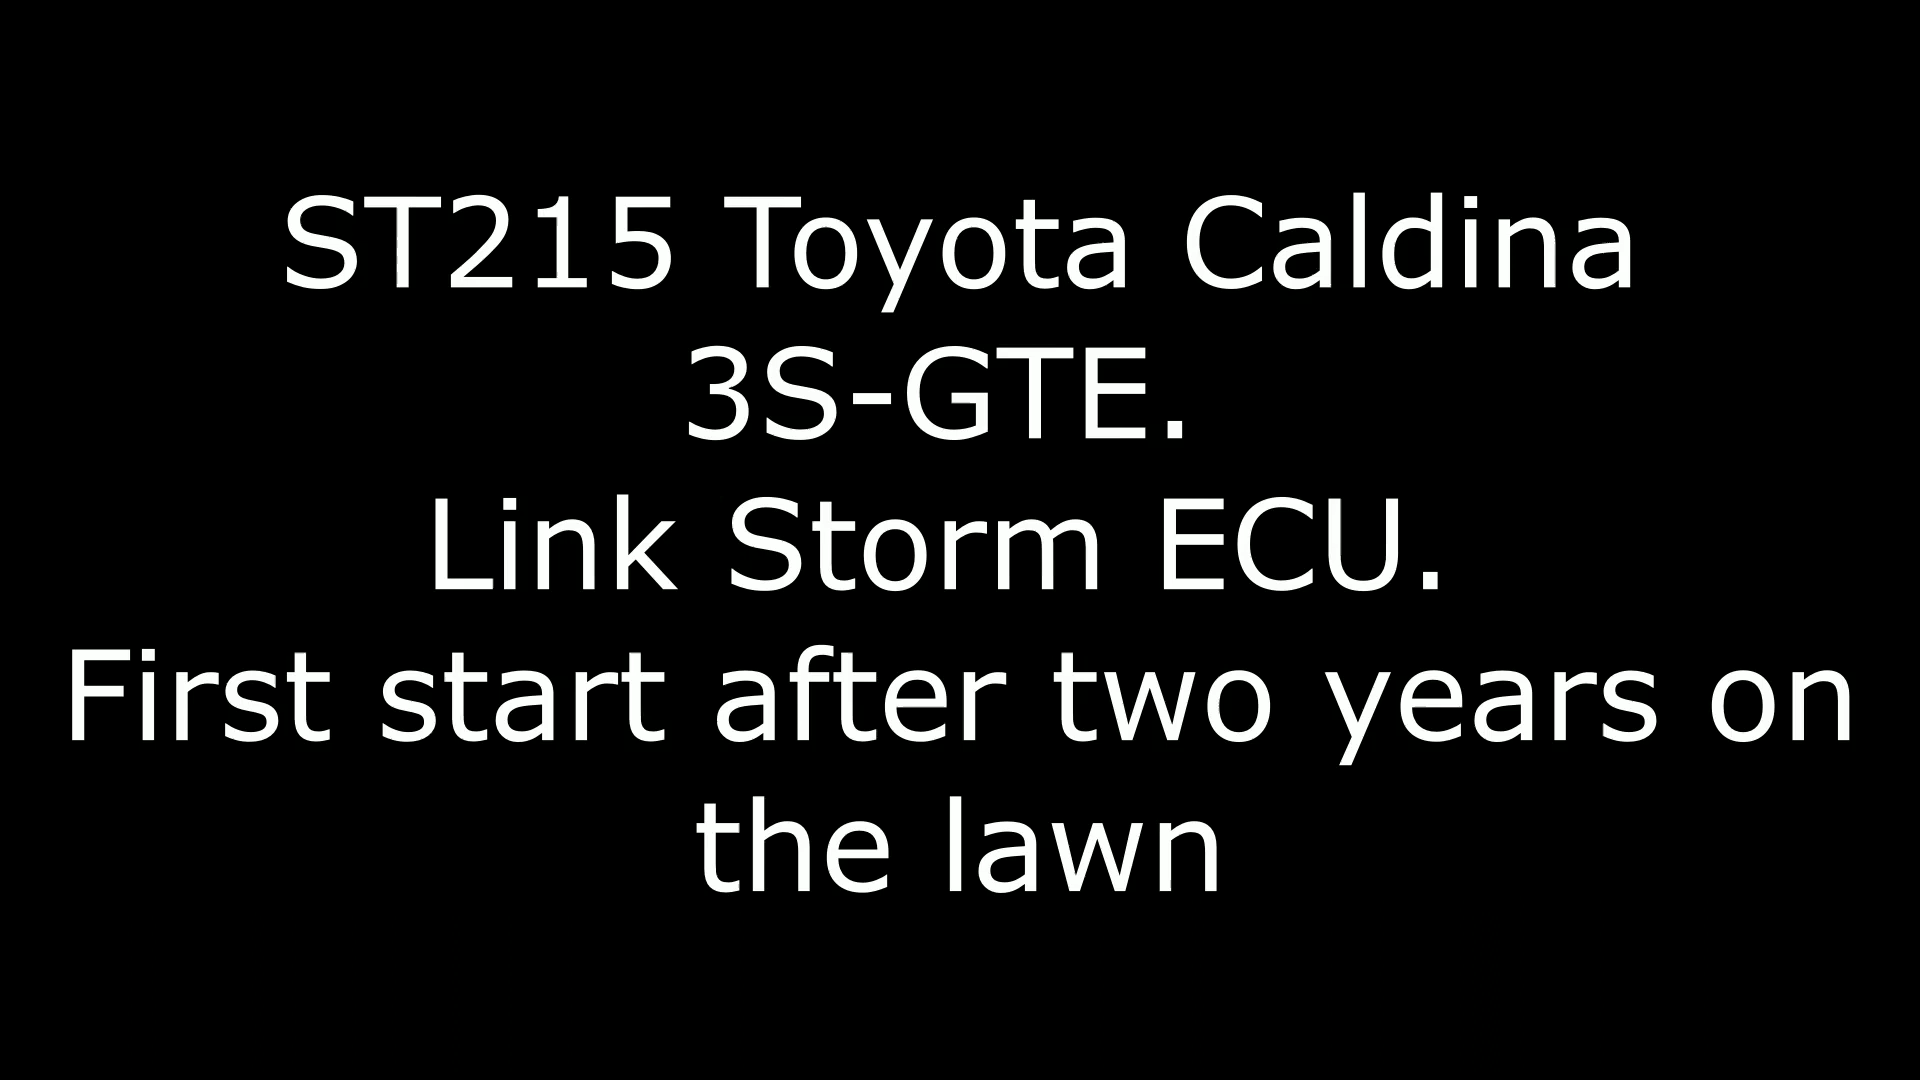 ST215 Toyota Caldina
3S-GTE.
Link Storm ECU.
First start after two years on
the lawn